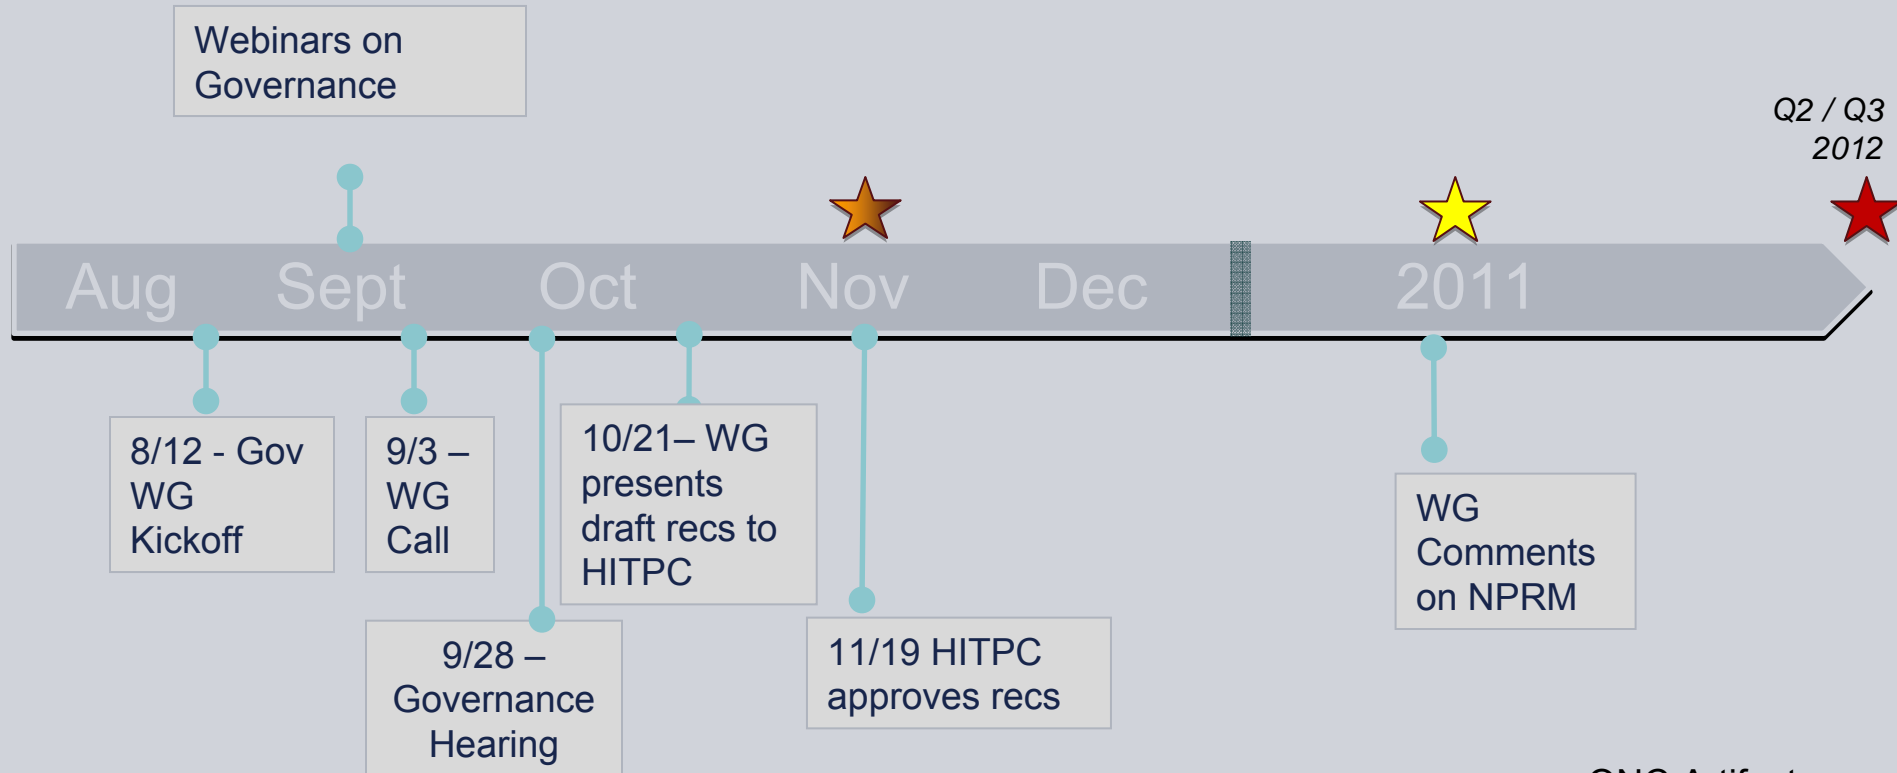 Webinars on
Governance
Q2 / Q3
2012
Aug Sept Oct Nov Dec 2011
8/12 - Gov
WG
Kickoff
9/3 –
WG
Call
9/28 –
Governance
Hearing
10/21– WG
presents
draft recs to
HITPC
11/19 HITPC
approves recs
WG
Comments
on NPRM